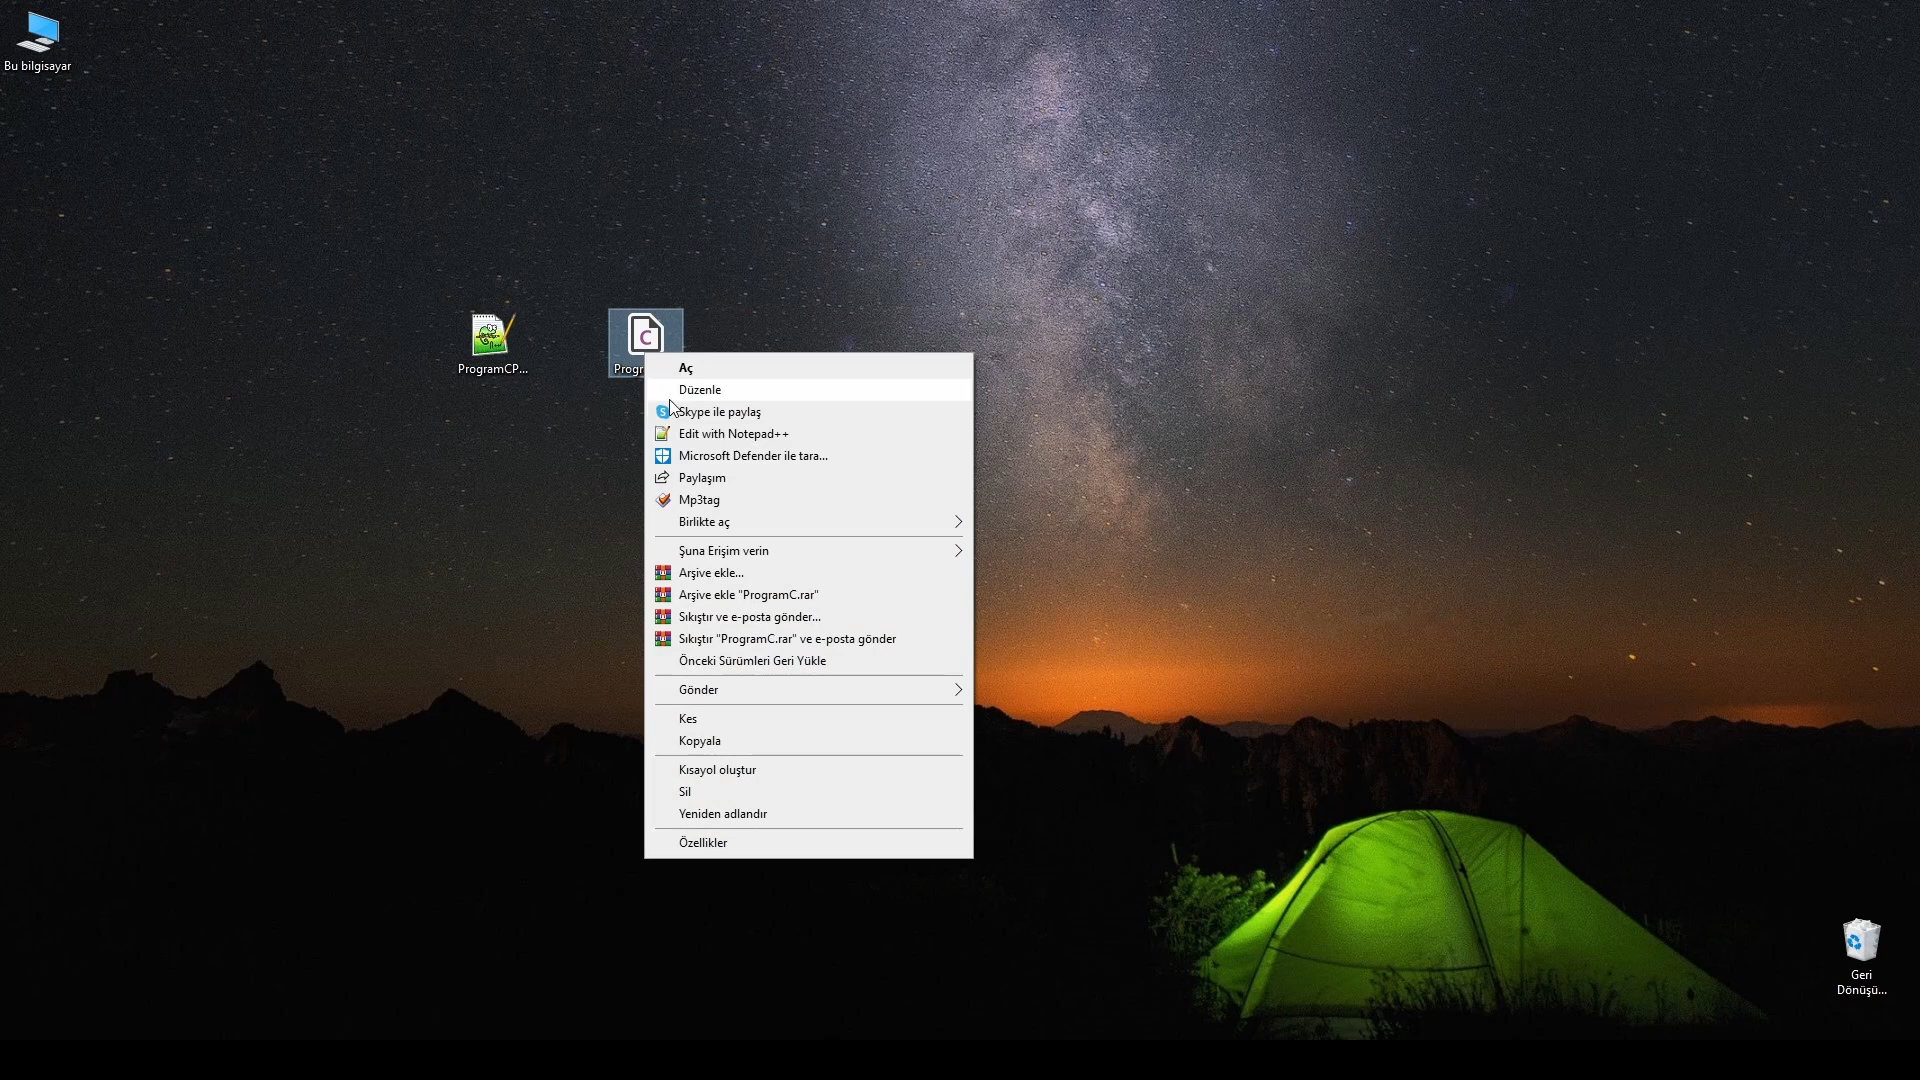 Bu bilgisayar
ProgramCP...
Progr
Aç
Düzenle
Skype ile paylaş
Edit with Notepad++
Microsoft Defender ile tara...
Paylaşım
Mp3tag
Birlikte aç
Şuna Erişim verin
Arşive ekle...
Arşive ekle "ProgramC.rar"
Sıkıştır ve e-posta gönder...
Sıkıştır "ProgramC.rar" ve e-posta gönder
Önceki Sürümleri Geri Yükle
Gönder
Kes
Kopyala
Kısayol oluştur
Sil
Yeniden adlandır
Özellikler
Geri
Dönüşü...